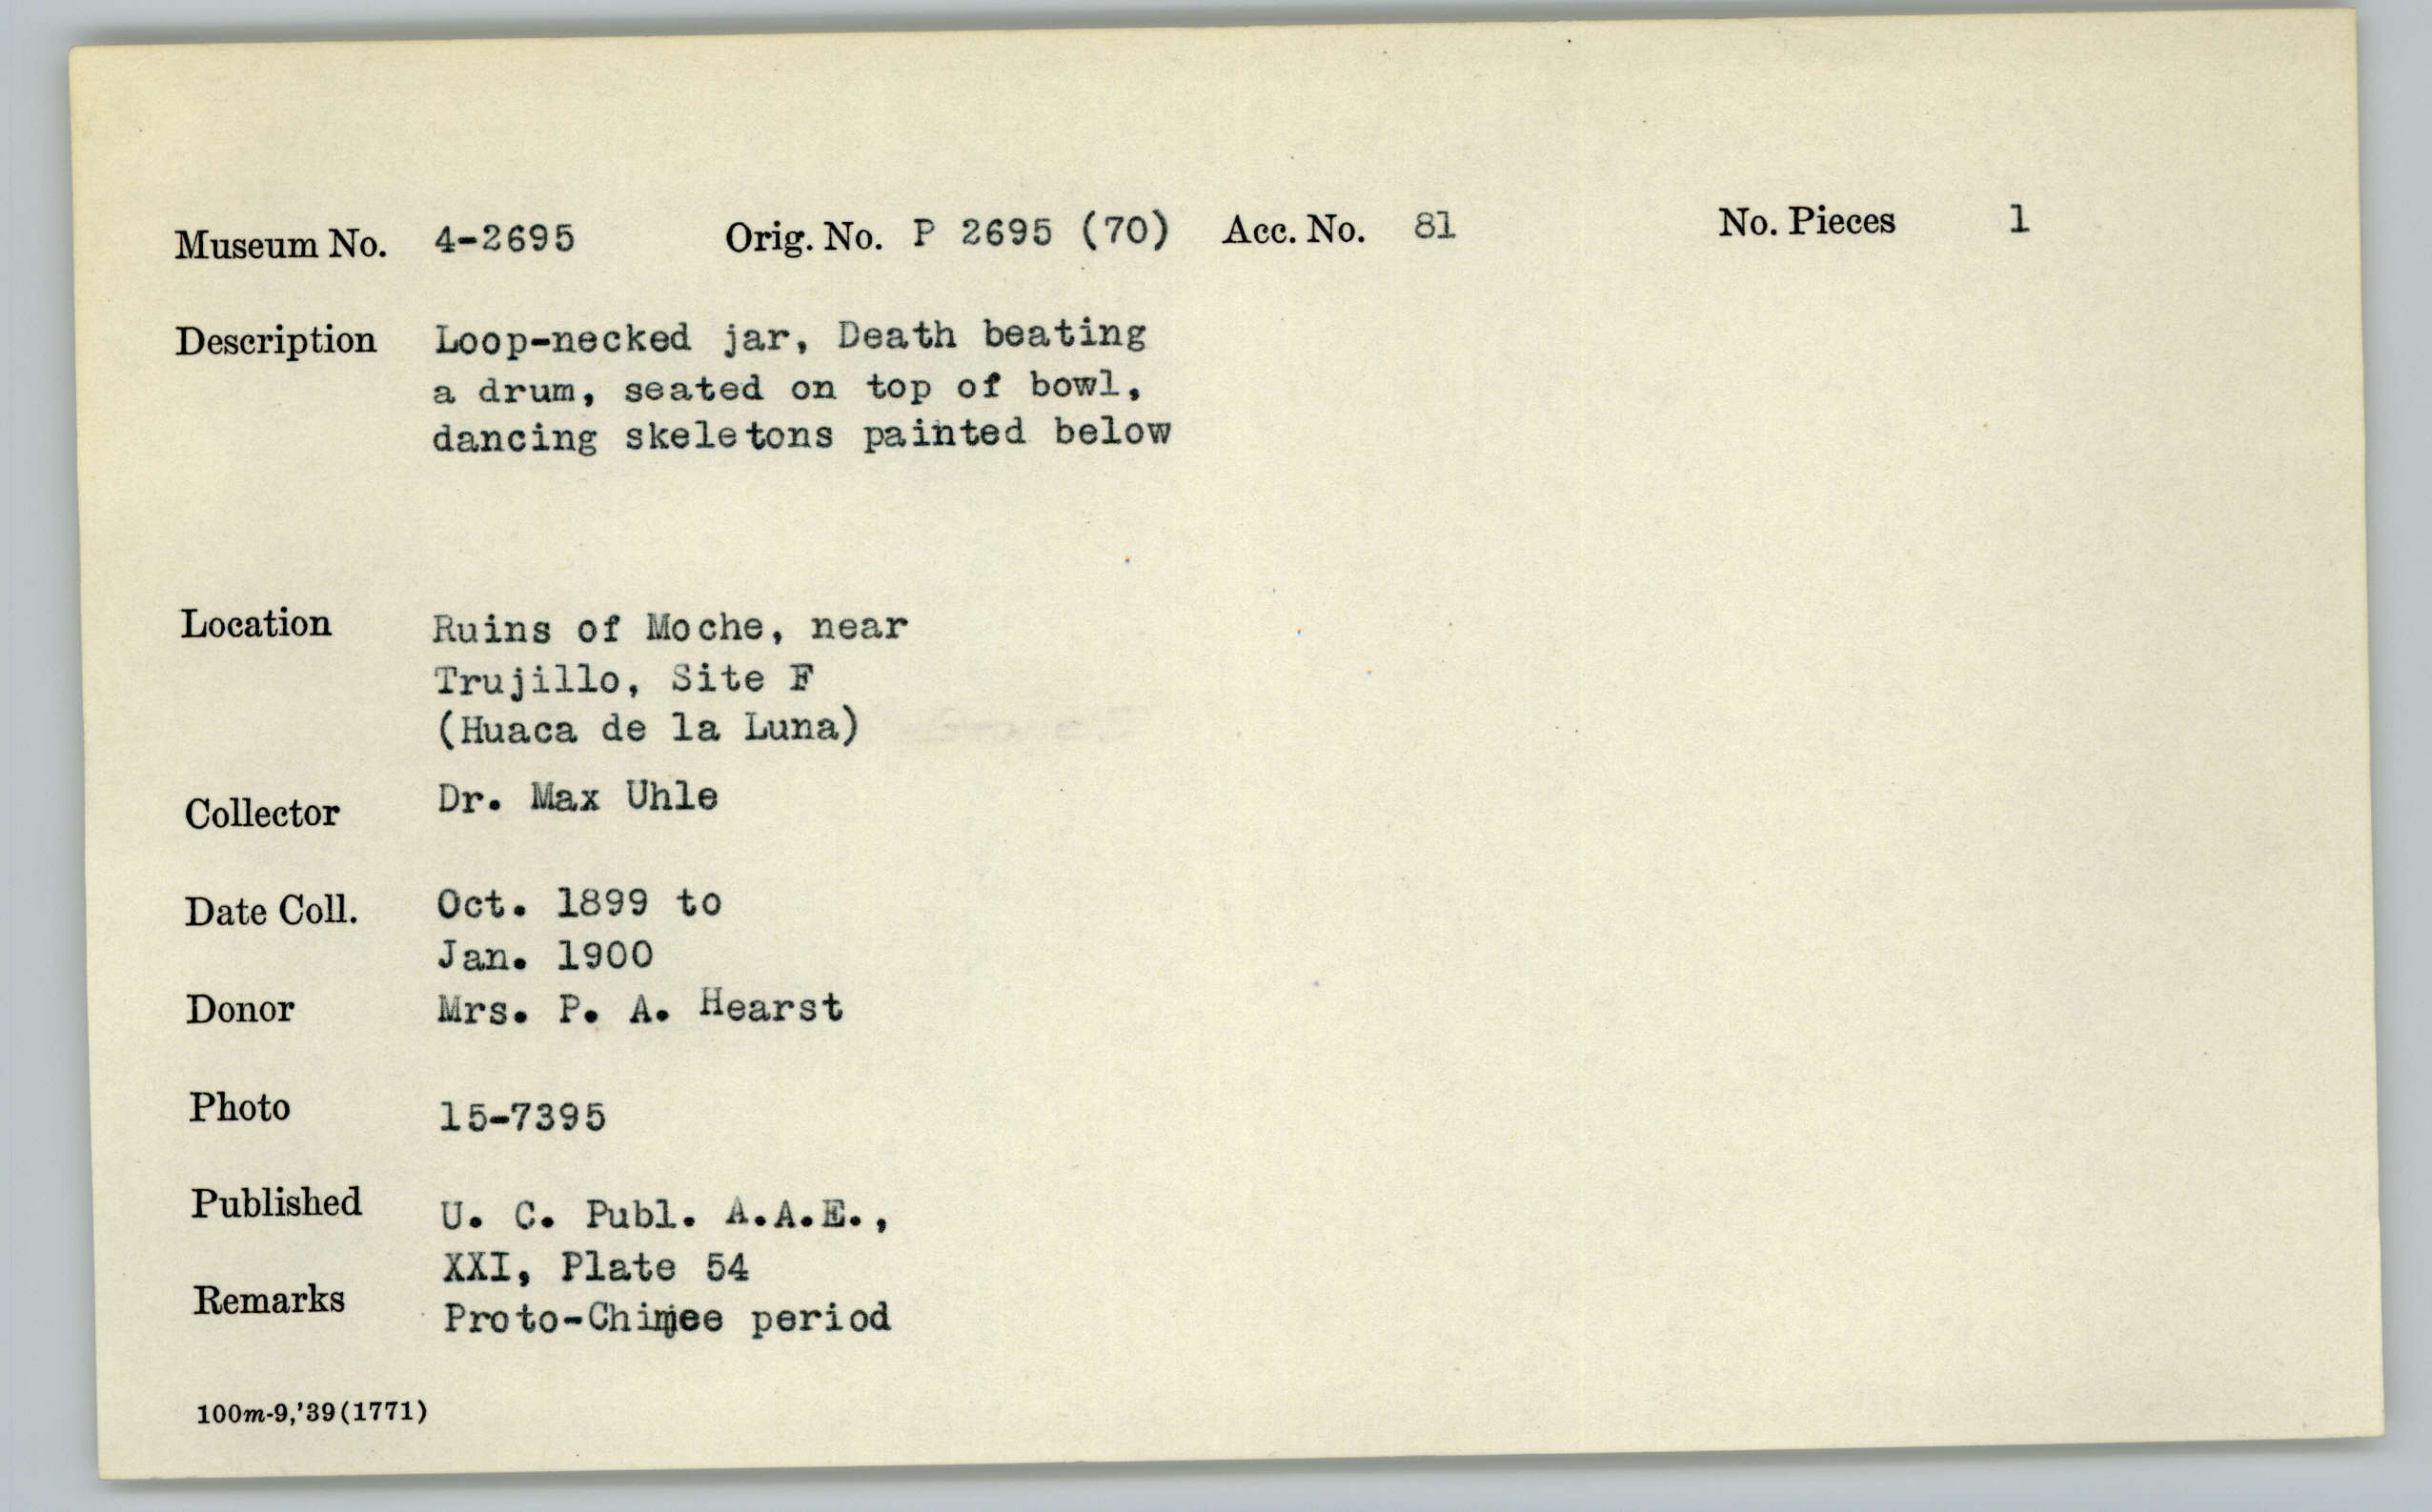 Museum No. 4-2695 Orig. No. P 2695 (70) Acc. No. 81 No. Pieces 1
Description Loop-necked jar, Death beating
a drum, seated on top of bowl,
dancing skeletons painted below
Location Ruins of Moche, near
Trujillo, Site F
(Huaca de la Luna)
Collector Dr. Max Uhle
Date Coll. Oct. 1899 to
Jan. 1900
Donor Mrs. P. A. Hearst
Photo 15-7395
Published U. C. Publ. A.A.E.,
XXI, Plate 54
Remarks Proto-Chimee period
100m-9,'39(1771)